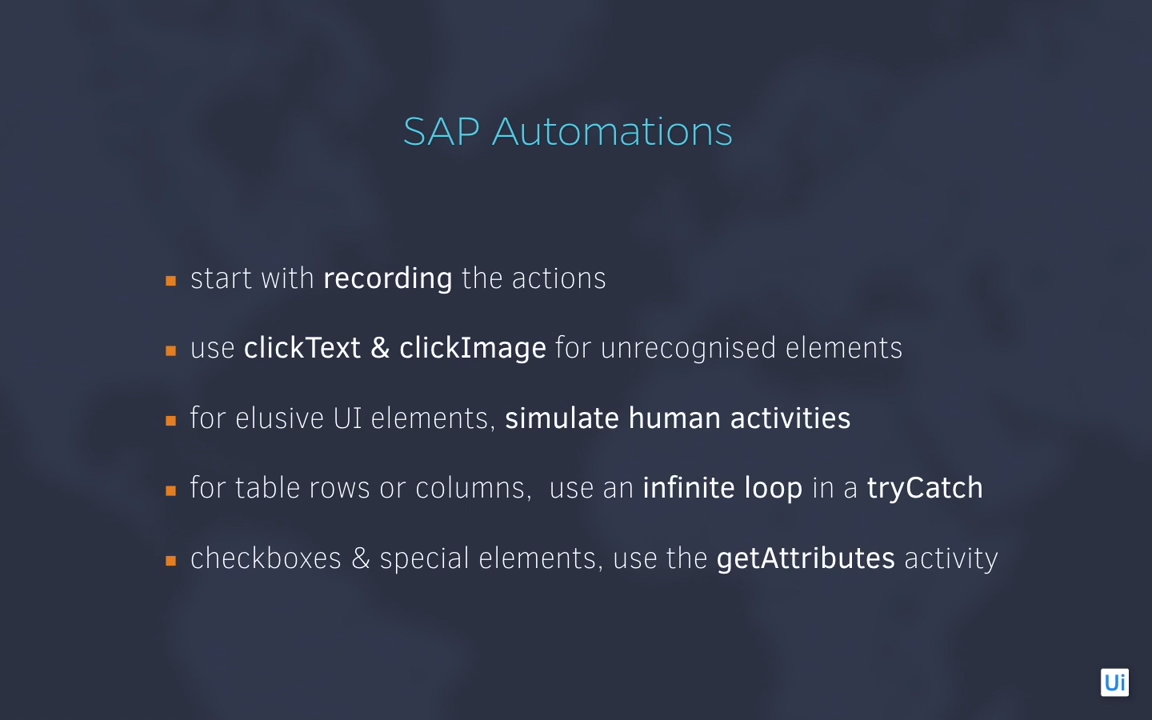 SAP Automations
start with recording the actions
use clickText & clickImage for unrecognised elements
for elusive UI elements, simulate human activities
for table rows or columns, use an infinite loop in a tryCatch
checkboxes & special elements, use the getAttributes activity
Ui